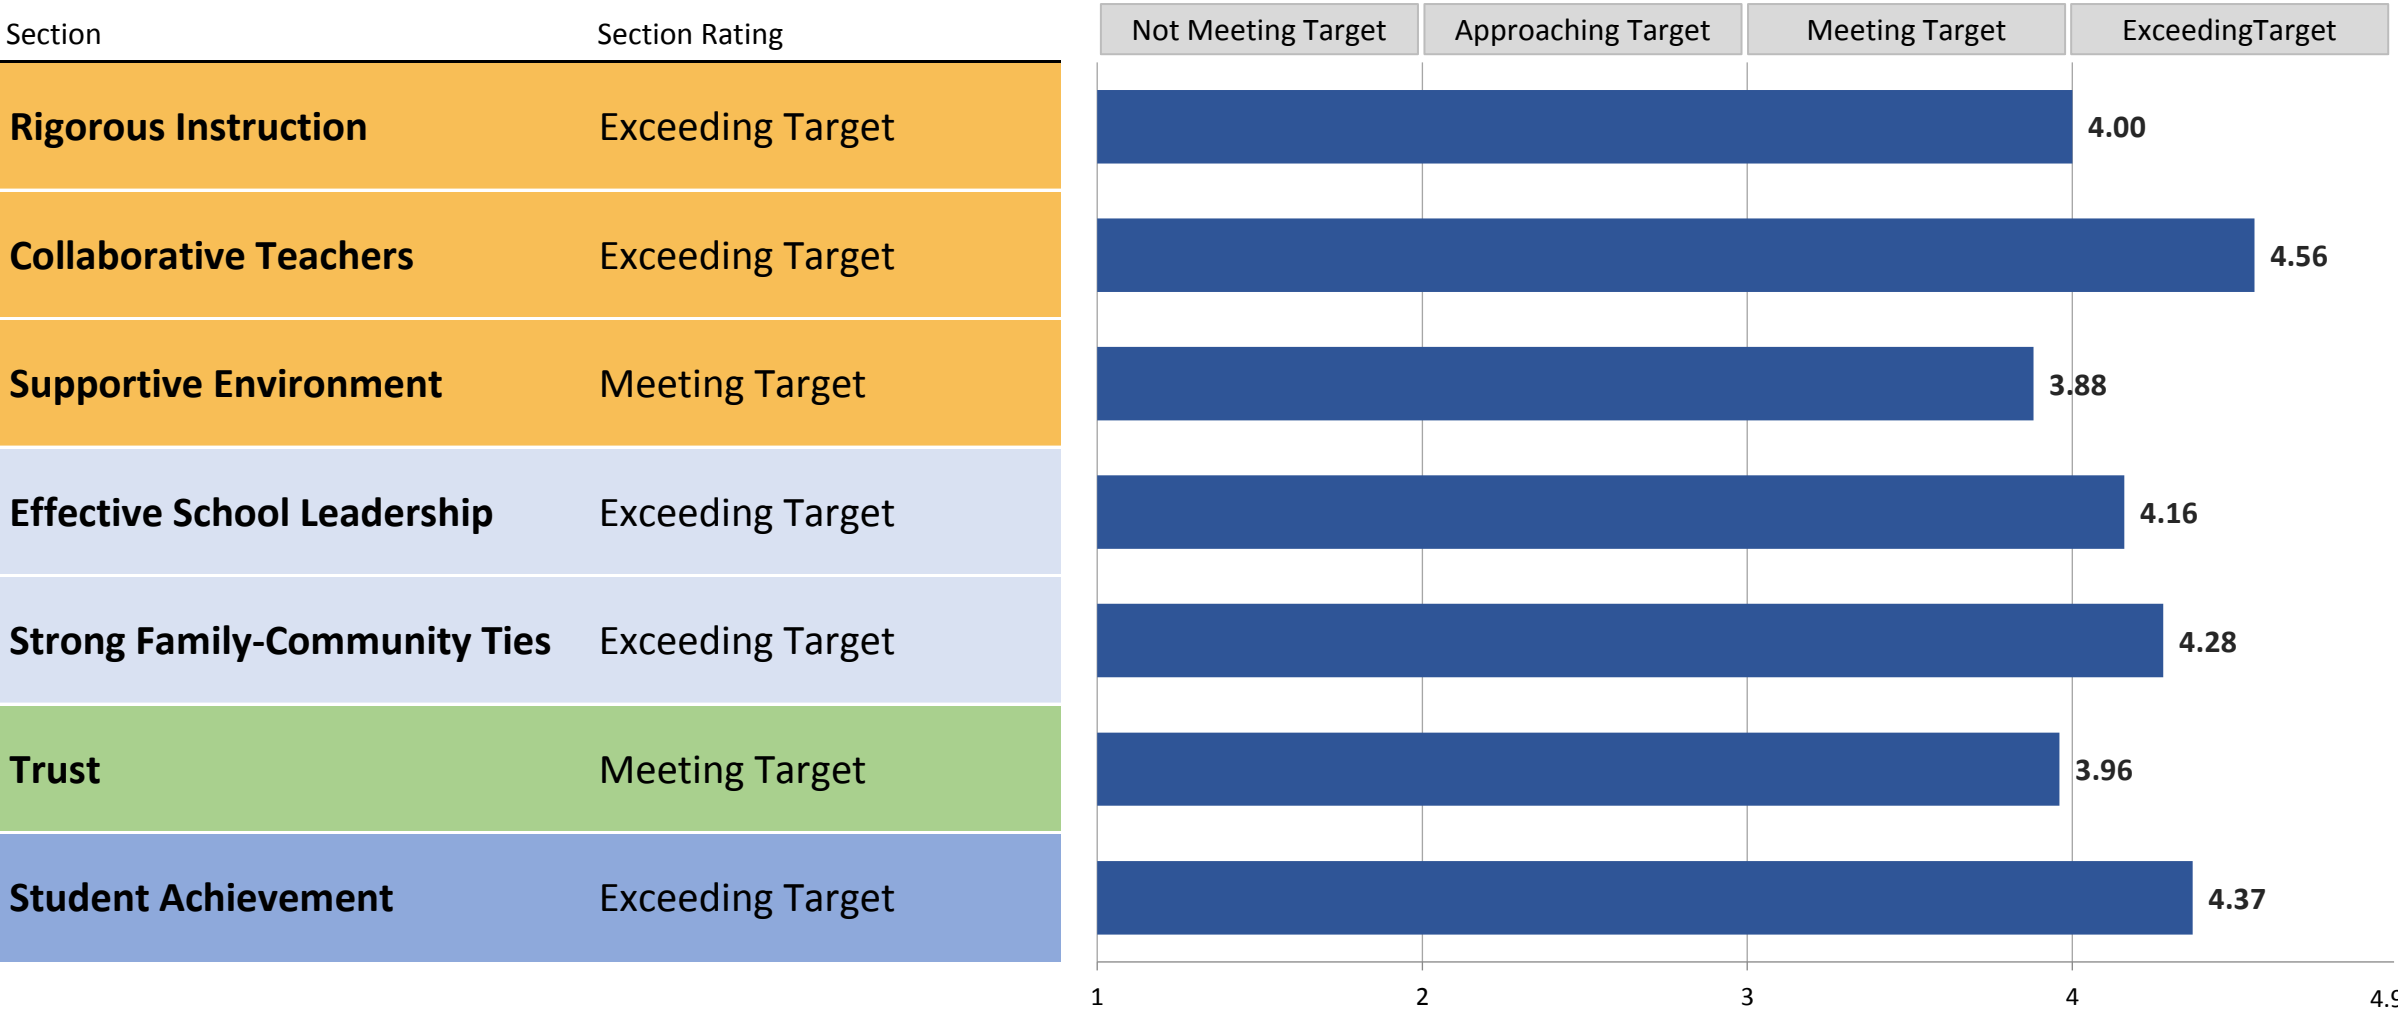 Section Section Rating Not Meeting Target Approaching Target Meeting Target ExceedingTarget
Rigorous Instruction Exceeding Target 4.00
Collaborative Teachers Exceeding Target 4.56
Supportive Environment Meeting Target 3.88
Effective School Leadership Exceeding Target 4.16
Strong Family-Community Ties Exceeding Target 4.28
Trust Meeting Target 3.96
Student Achievement Exceeding Target 4.37
1 2 3 4 4.9